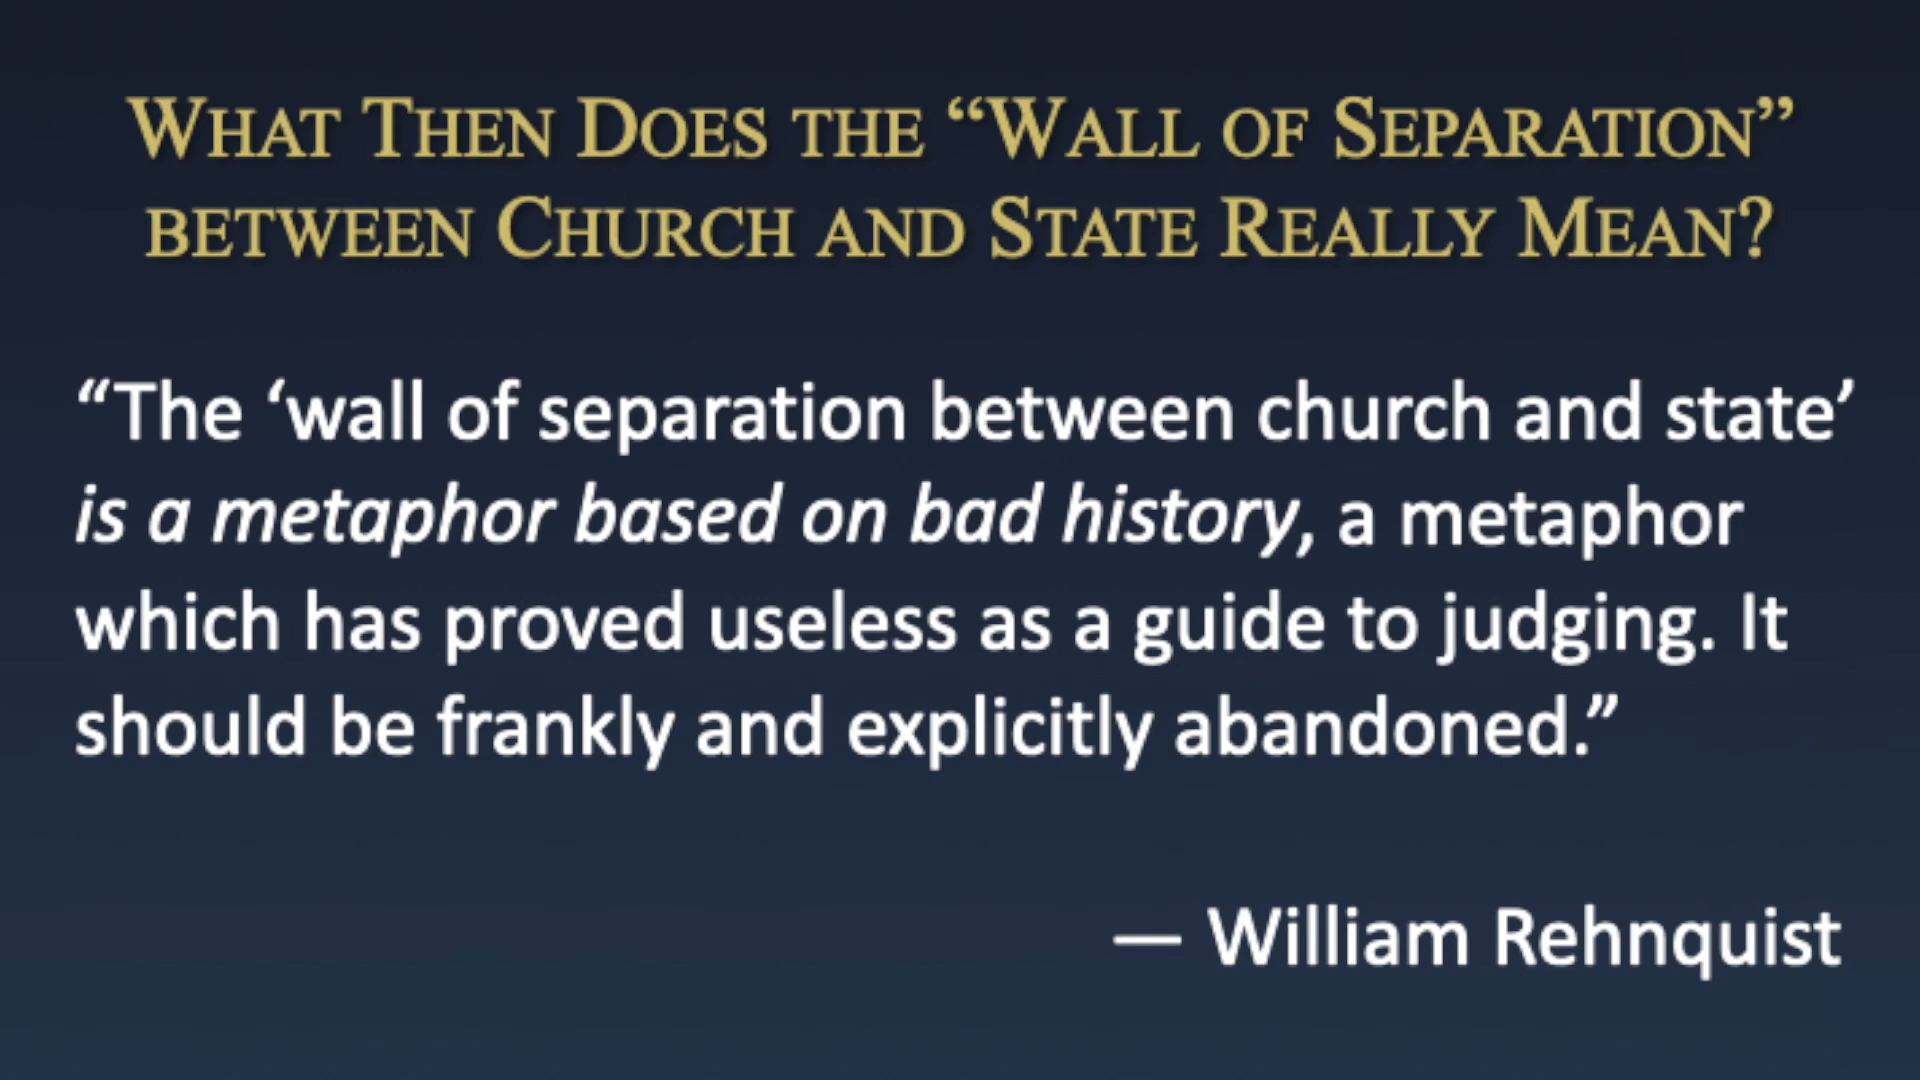 WHAT THEN DOES THE “WALL OF SEPARATION”
BETWEEN CHURCH AND STATE REALLY MEAN?
“The ‘wall of separation between church and state’
is a metaphor based on bad history, a metaphor
which has proved useless as a guide to judging. It
should be frankly and explicitly abandoned.”
— William Rehnquist